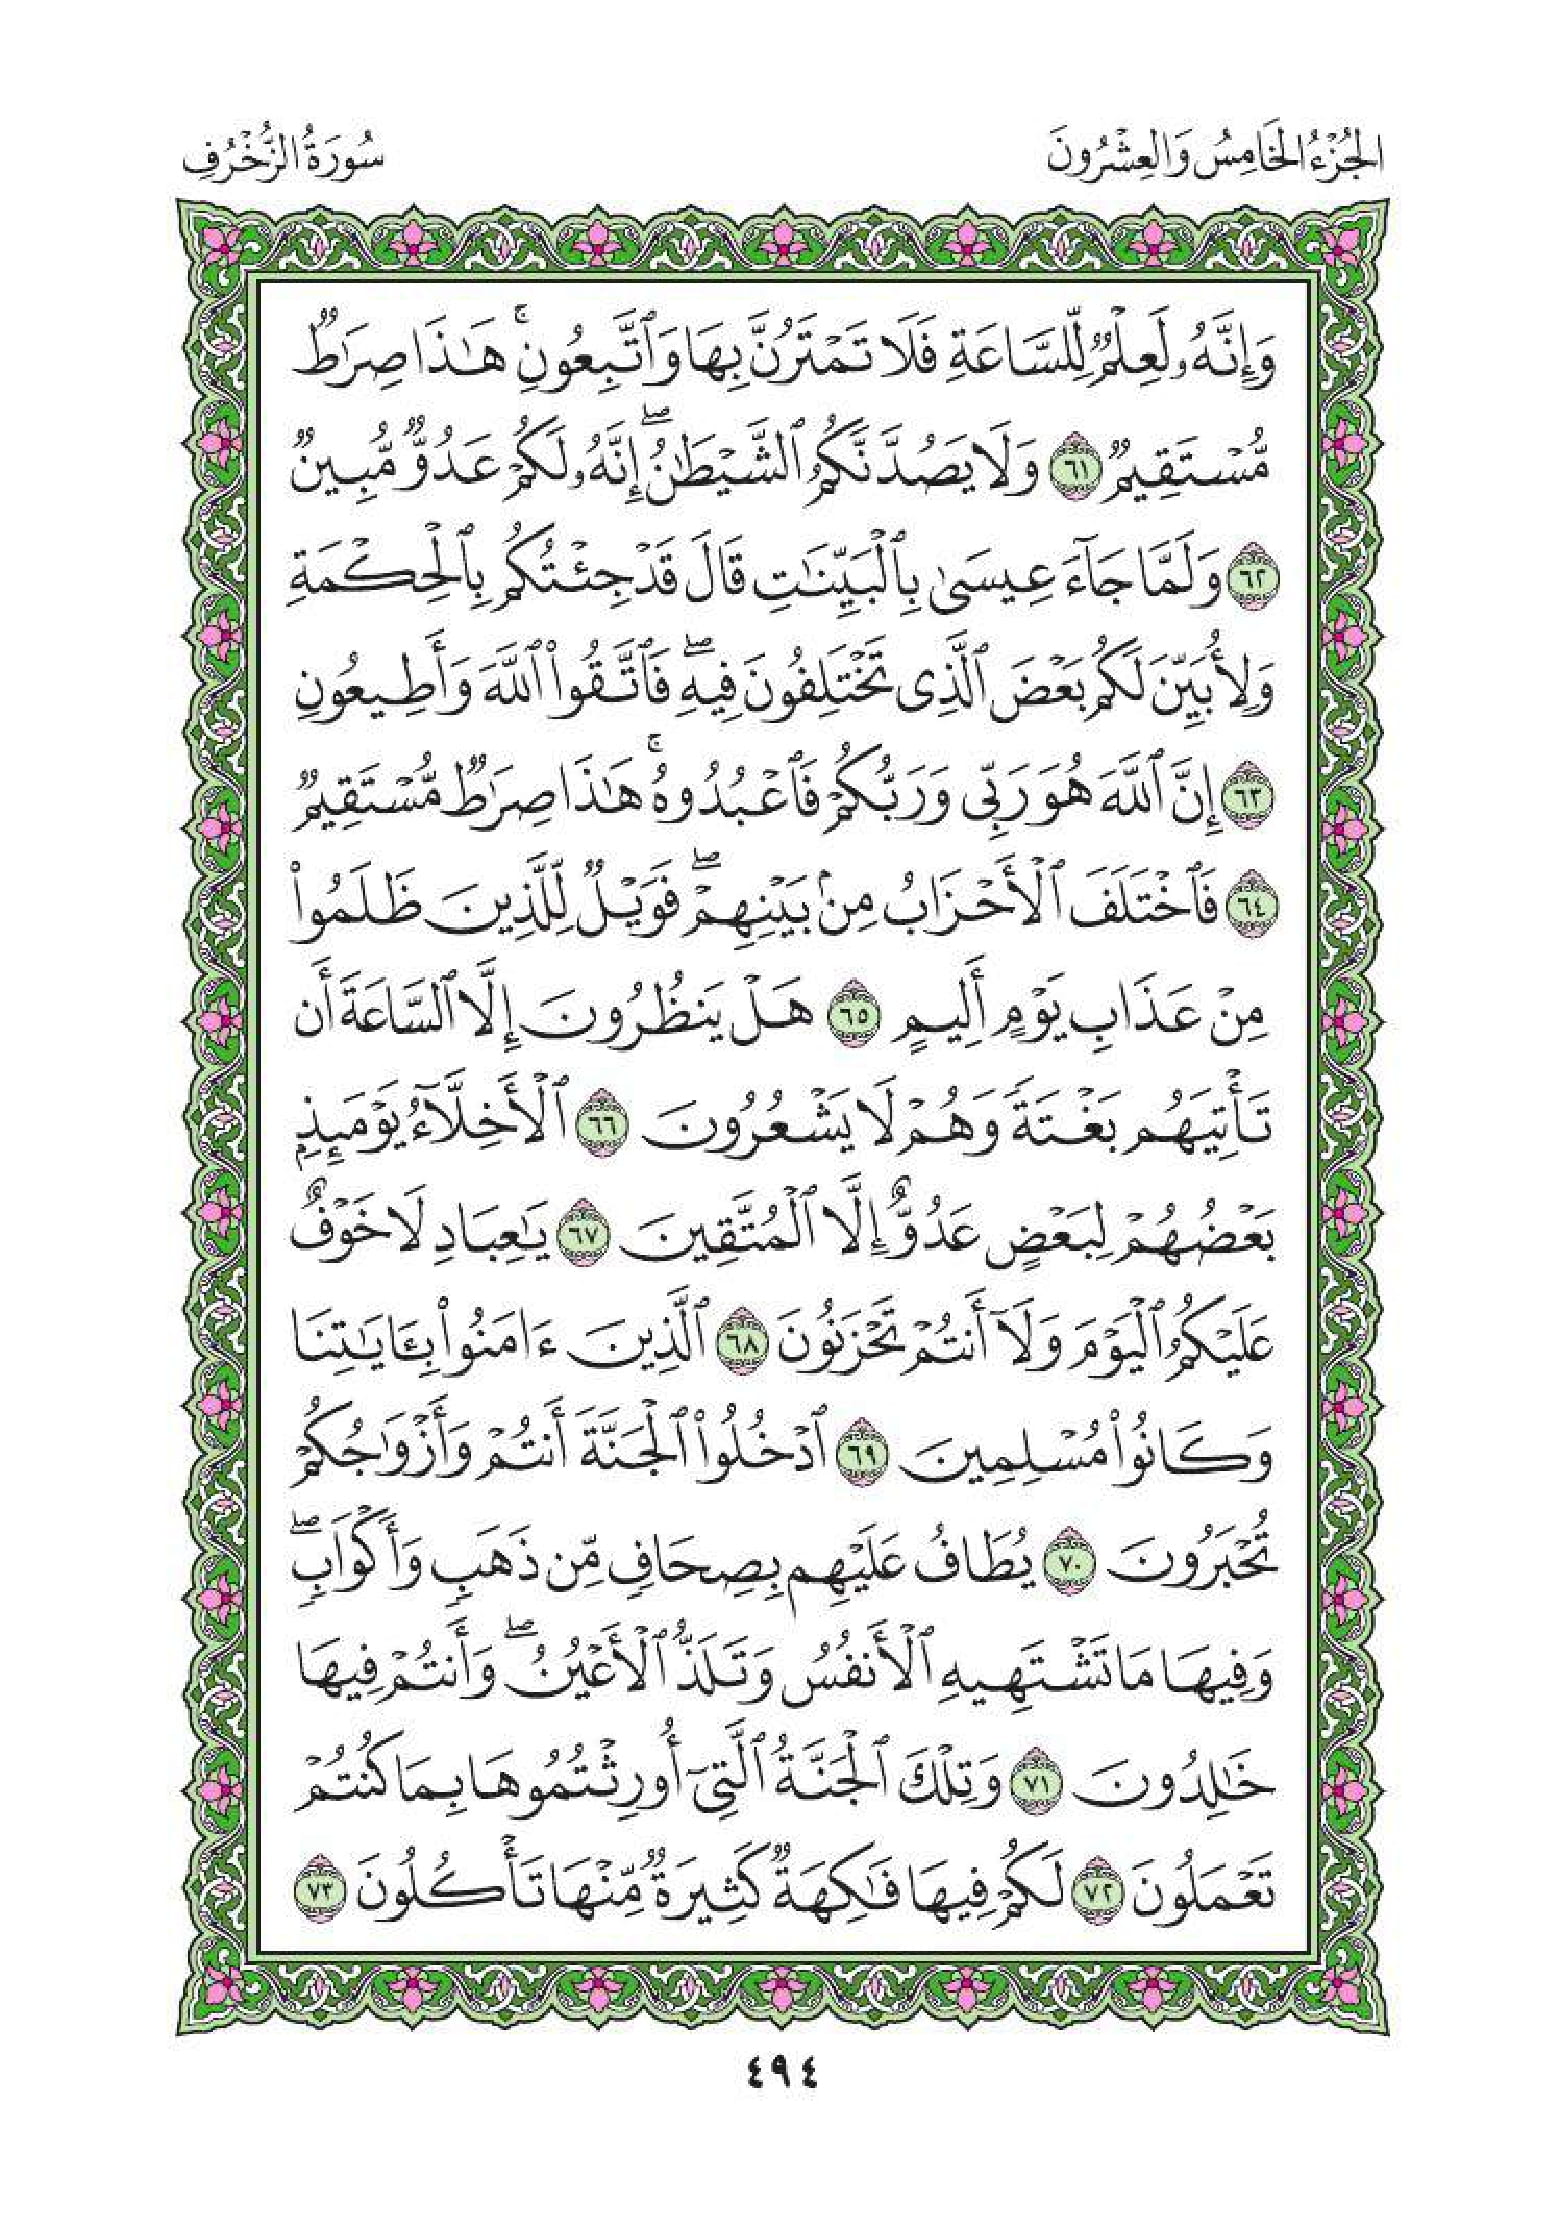 الجُزْءُ الخَامِسُ وَالعِشْرُونَ
سُورَةُ الزُّخْرُفِ
وَإِنَّهُۥ لَعِلْمٌ لِّلسَّاعَةِ فَلَا تَمْتَرُنَّ بِهَا وَٱتَّبِعُونِ ۚ هَـٰذَا صِرَٰطٌ
مُّسْتَقِيمٌ ٦١ وَلَا يَصُدَّنَّكُمُ ٱلشَّيْطَـٰنُ ۖ إِنَّهُۥ لَكُمْ عَدُوٌّ مُّبِينٌ
٦٢ وَلَمَّا جَآءَ عِيسَىٰ بِٱلْبَيِّنَـٰتِ قَالَ قَدْ جِئْتُكُم بِٱلْحِكْمَةِ
وَلِأُبَيِّنَ لَكُم بَعْضَ ٱلَّذِى تَخْتَلِفُونَ فِيهِ ۖ فَٱتَّقُوا۟ ٱللَّهَ وَأَطِيعُونِ
٦٣ إِنَّ ٱللَّهَ هُوَ رَبِّى وَرَبُّكُمْ فَٱعْبُدُوهُ ۚ هَـٰذَا صِرَٰطٌ مُّسْتَقِيمٌ
٦٤ فَٱخْتَلَفَ ٱلْأَحْزَابُ مِنۢ بَيْنِهِمْ ۖ فَوَيْلٌ لِّلَّذِينَ ظَلَمُوا۟
مِنْ عَذَابِ يَوْمٍ أَلِيمٍ ٦٥ هَلْ يَنظُرُونَ إِلَّا ٱلسَّاعَةَ أَن
تَأْتِيَهُم بَغْتَةً وَهُمْ لَا يَشْعُرُونَ ٦٦ ٱلْأَخِلَّآءُ يَوْمَئِذٍۭ
بَعْضُهُمْ لِبَعْضٍ عَدُوٌّ إِلَّا ٱلْمُتَّقِينَ ٦٧ يَـٰعِبَادِ لَا خَوْفٌ
عَلَيْكُمُ ٱلْيَوْمَ وَلَآ أَنتُمْ تَحْزَنُونَ ٦٨ ٱلَّذِينَ ءَامَنُوا۟ بِـَٔايَـٰتِنَا
وَكَانُوا۟ مُسْلِمِينَ ٦٩ ٱدْخُلُوا۟ ٱلْجَنَّةَ أَنتُمْ وَأَزْوَٰجُكُمْ
تُحْبَرُونَ ٧٠ يُطَافُ عَلَيْهِم بِصِحَافٍ مِّن ذَهَبٍ وَأَكْوَابٍ ۖ
وَفِيهَا مَا تَشْتَهِيهِ ٱلْأَنفُسُ وَتَلَذُّ ٱلْأَعْيُنُ ۖ وَأَنتُمْ فِيهَا
خَـٰلِدُونَ ٧١ وَتِلْكَ ٱلْجَنَّةُ ٱلَّتِىٓ أُورِثْتُمُوهَا بِمَا كُنتُمْ
تَعْمَلُونَ ٧٢ لَكُمْ فِيهَا فَـٰكِهَةٌ كَثِيرَةٌ مِّنْهَا تَأْكُلُونَ ٧٣
٤٩٤